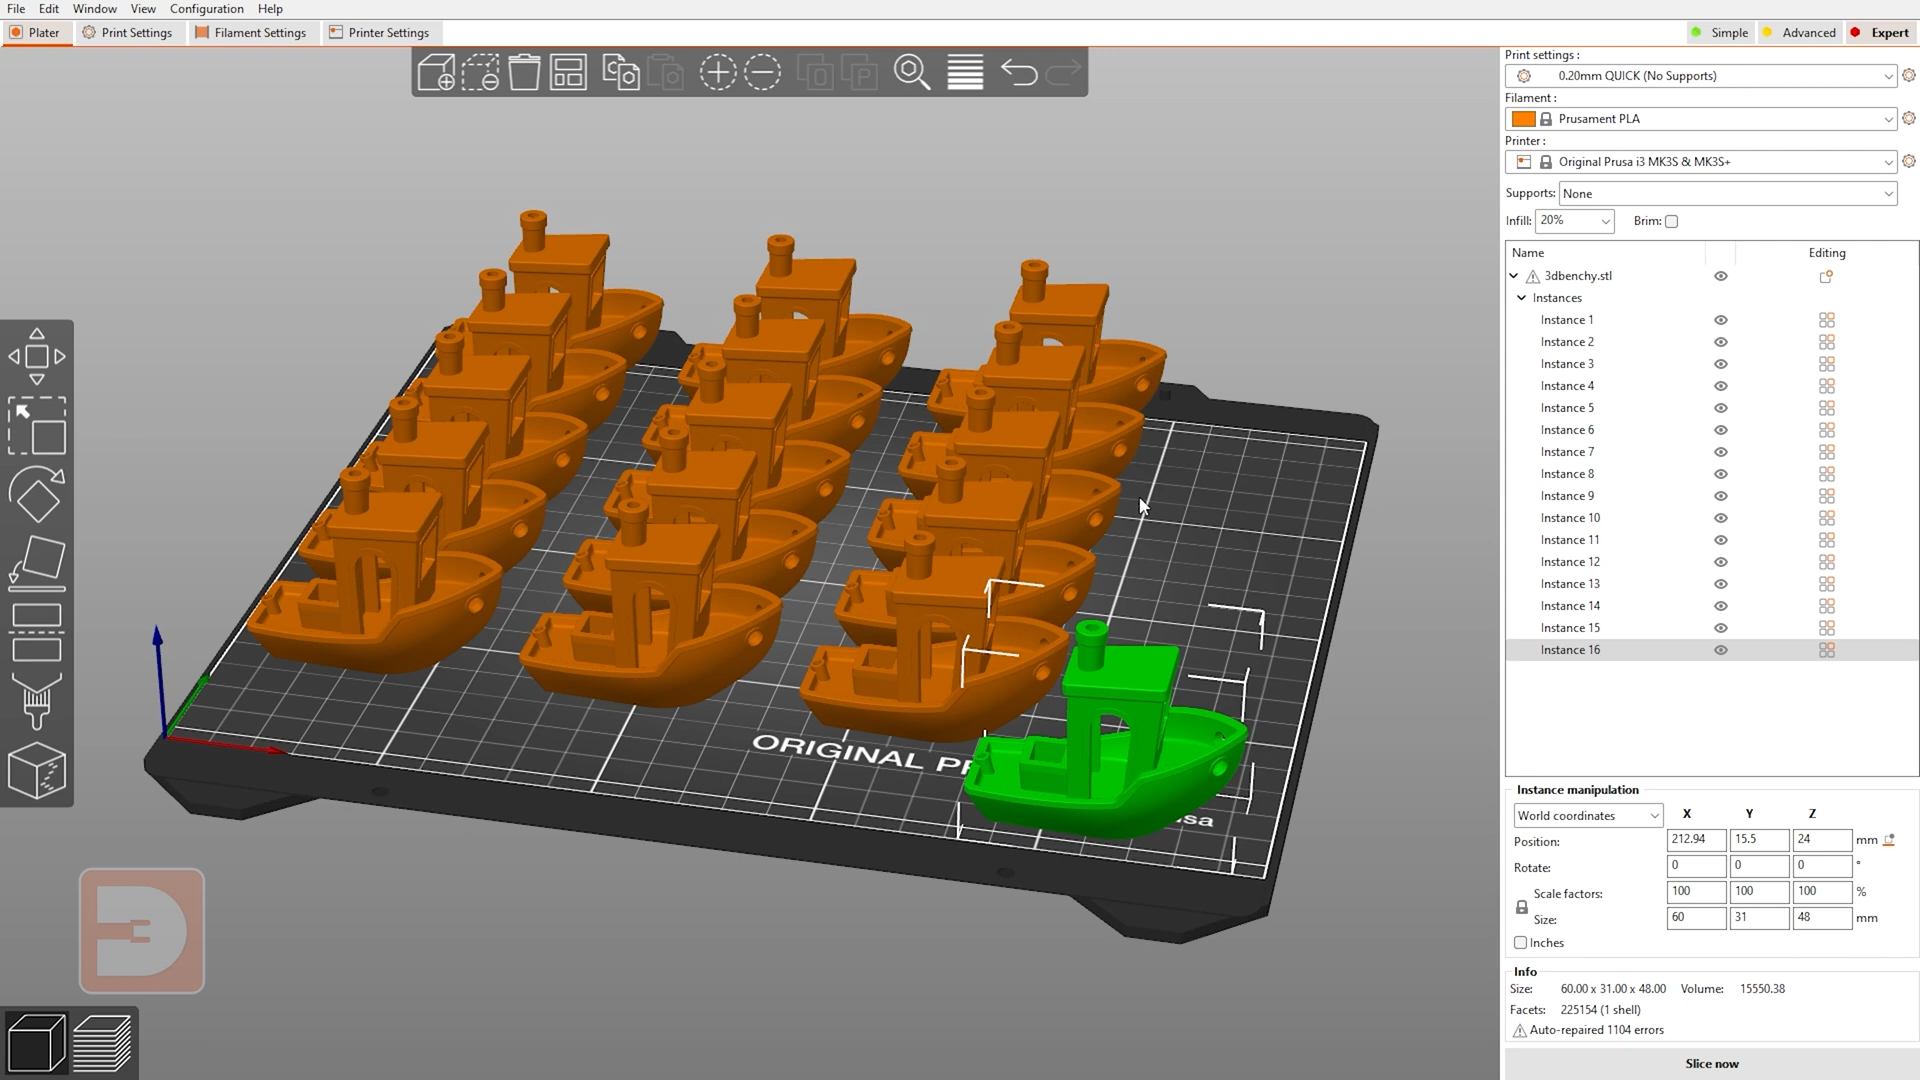 File Edit Window View Configuration Help
Plater Print Settings Filament Settings Printer Settings Simple Advanced Expert
Print settings :
0.20mm QUICK (No Supports)
Filament :
Prusament PLA
Printer :
Original Prusa i3 MK3S & MK3S+
Supports: None
Infill: 20% Brim:
Name Editing
3dbenchy.stl
Instances
Instance 1
Instance 2
Instance 3
Instance 4
Instance 5
Instance 6
Instance 7
Instance 8
Instance 9
Instance 10
Instance 11
Instance 12
Instance 13
Instance 14
Instance 15
Instance 16
ORIGINAL
Instance manipulation
World coordinates X Y Z
Position: 212.94 15.5 24 mm
Rotate: 0 0 0 °
Scale factors: 100 100 100 %
Size: 60 31 48 mm
Inches
Info
Size: 60.00 x 31.00 x 48.00 Volume: 15550.38
Facets: 225154 (1 shell)
Auto-repaired 1104 errors
Slice now